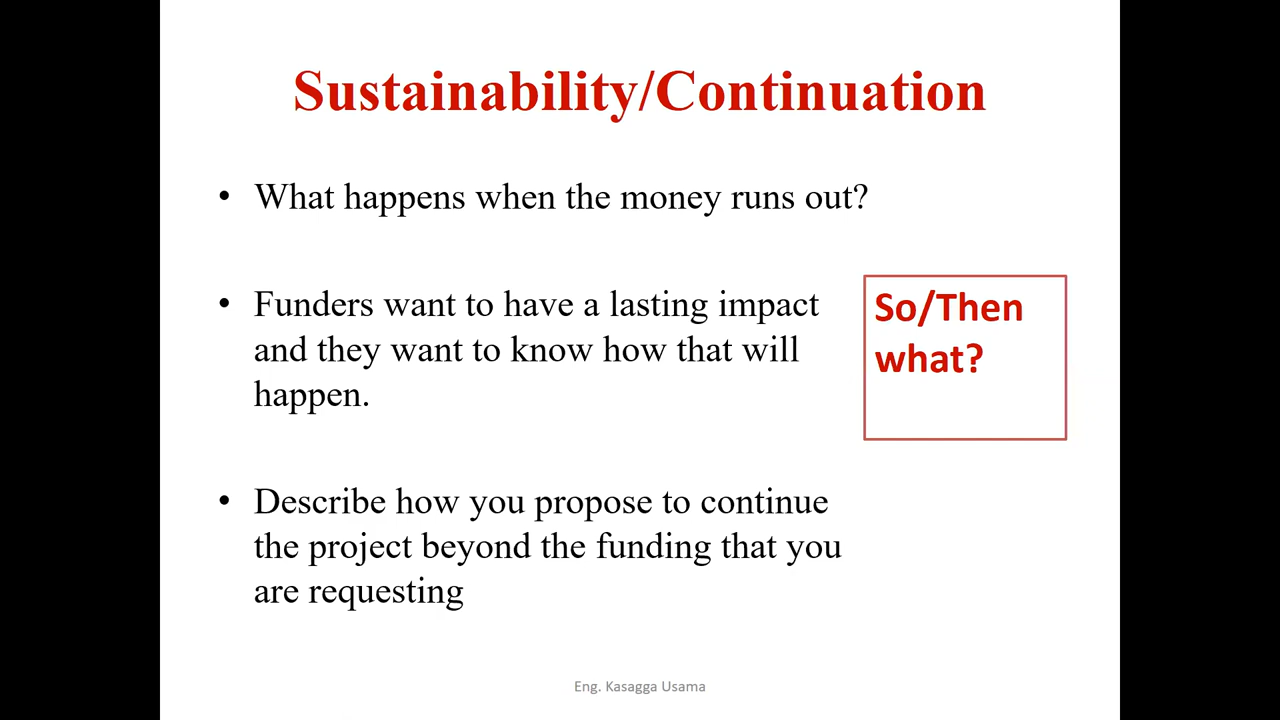 Sustainability/Continuation
• What happens when the money runs out?
• Funders want to have a lasting impact
and they want to know how that will
happen.
So/Then
what?
• Describe how you propose to continue
the project beyond the funding that you
are requesting
Eng. Kasagga Usama